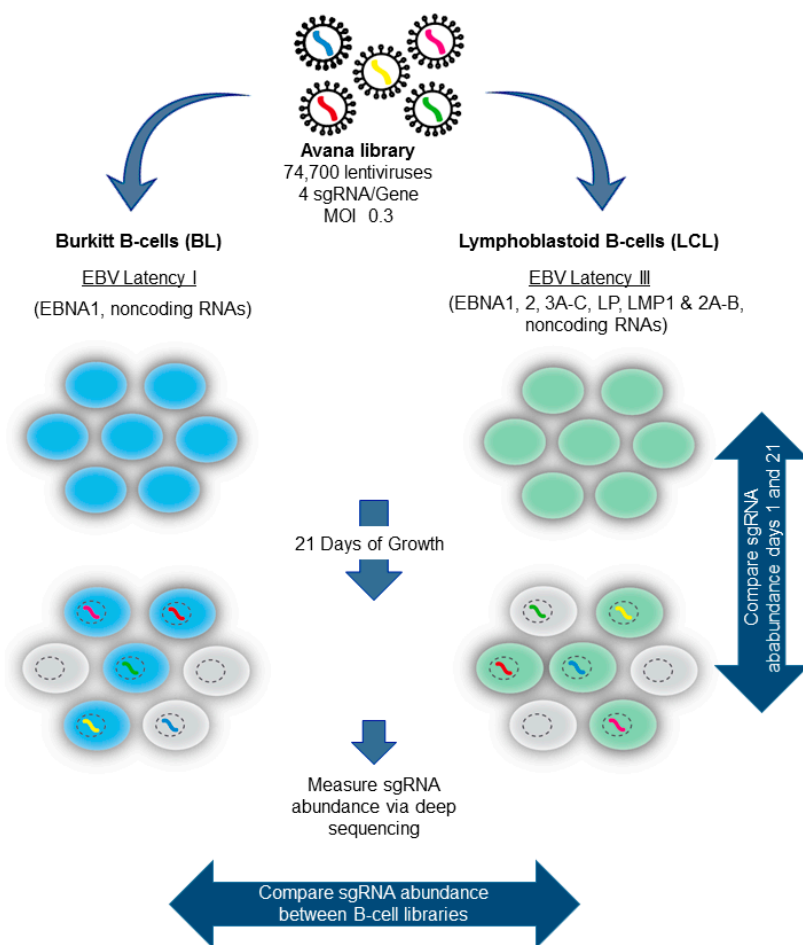 Avana library
74,700 lentiviruses
4 sgRNA/Gene
MOI 0.3
Burkitt B-cells (BL)
EBV Latency I
(EBNA1, noncoding RNAs)
Lymphoblastoid B-cells (LCL)
EBV Latency III
(EBNA1, 2, 3A-C, LP, LMP1 & 2A-B,
noncoding RNAs)
21 Days of Growth
Compare sgRNA
ababundance days 1 and 21
Measure sgRNA
abundance via deep
sequencing
Compare sgRNA abundance
between B-cell libraries